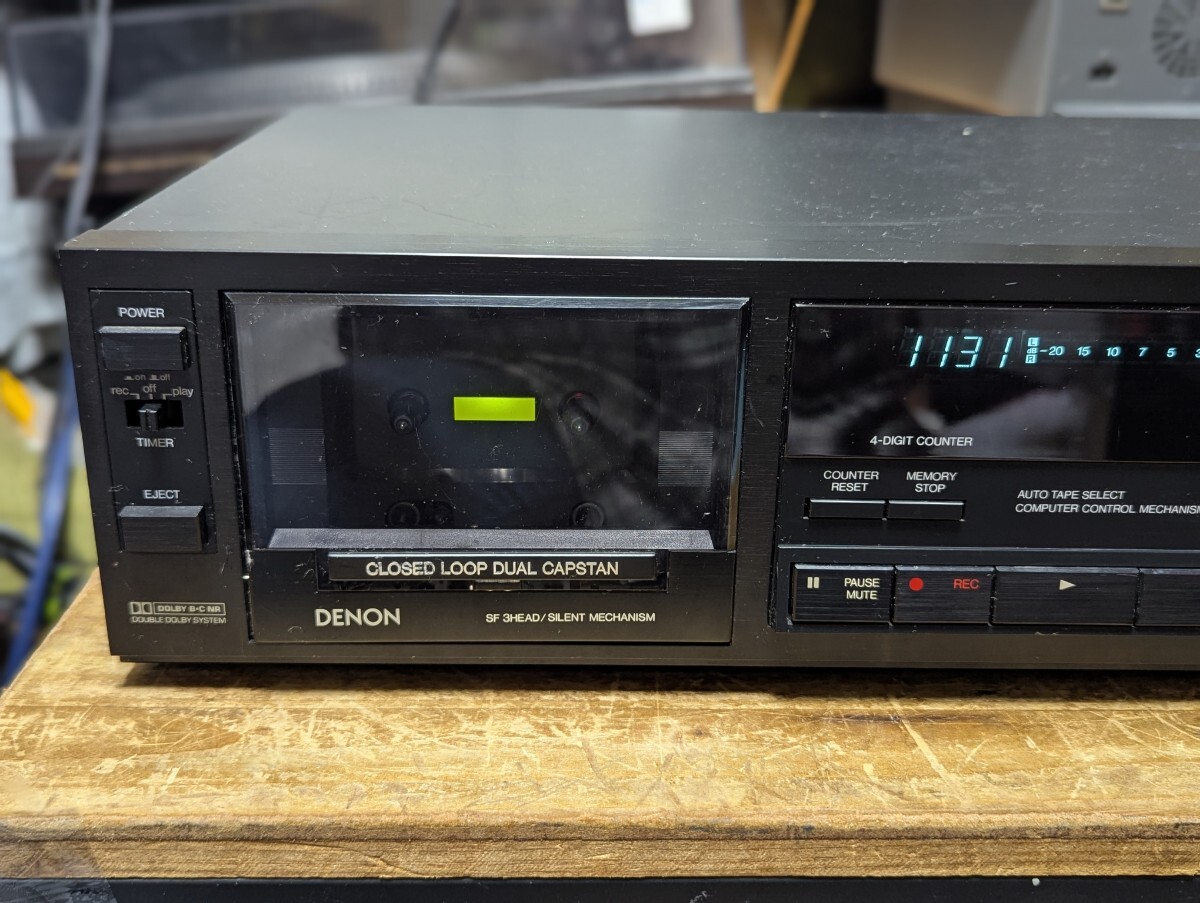 POWER
on off
rec off play
TIMER
EJECT
DOLBY B-C NR
DOUBLE DOLBY SYSTEM
CLOSED LOOP DUAL CAPSTAN
DENON
SF 3HEAD/SILENT MECHANISM
1131
L
dB
R
-20 15 10 7 5 3
4-DIGIT COUNTER
COUNTER
RESET
MEMORY
STOP
AUTO TAPE SELECT
COMPUTER CONTROL MECHANISM
PAUSE
MUTE
REC